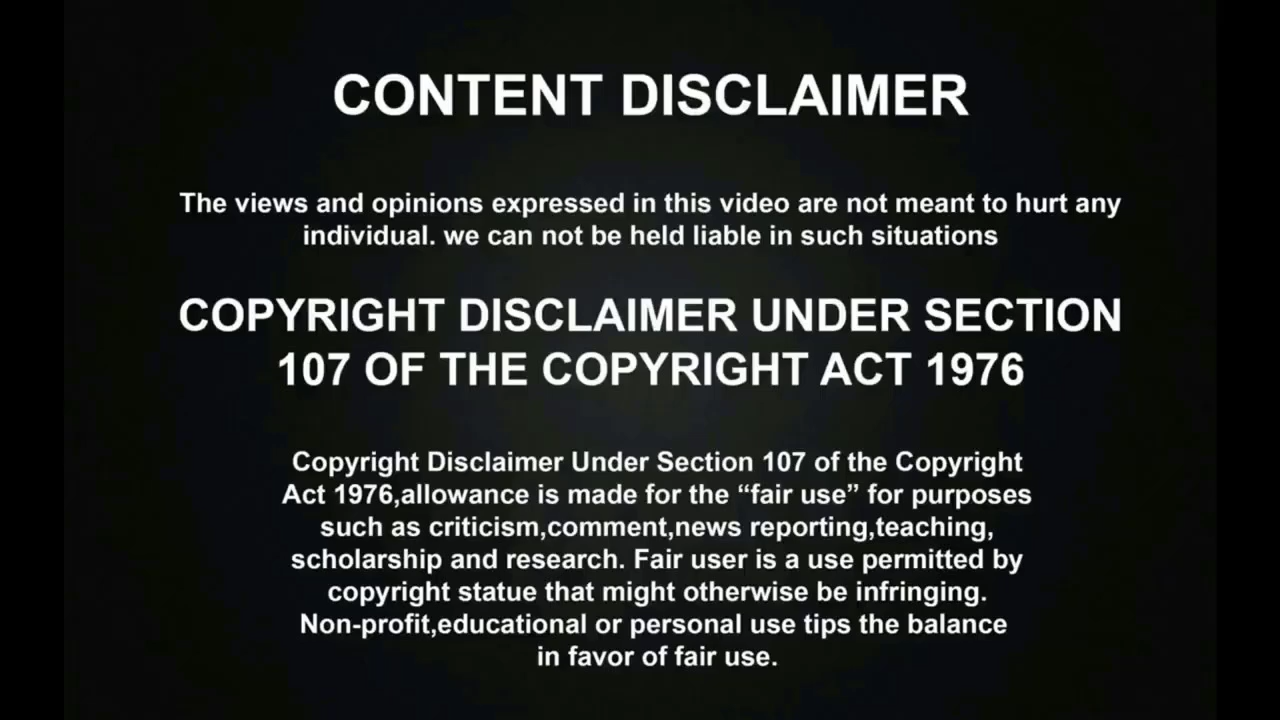 CONTENT DISCLAIMER
The views and opinions expressed in this video are not meant to hurt any
individual. we can not be held liable in such situations
COPYRIGHT DISCLAIMER UNDER SECTION
107 OF THE COPYRIGHT ACT 1976
Copyright Disclaimer Under Section 107 of the Copyright
Act 1976,allowance is made for the “fair use” for purposes
such as criticism,comment,news reporting,teaching,
scholarship and research. Fair user is a use permitted by
copyright statue that might otherwise be infringing.
Non-profit,educational or personal use tips the balance
in favor of fair use.